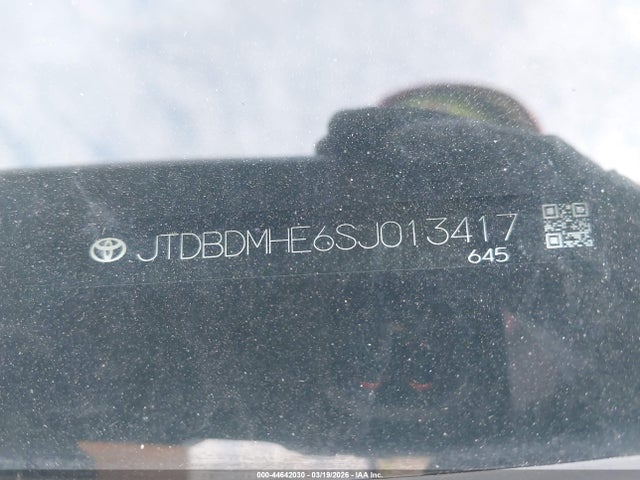 JTDBDMHE6SJ013417
645
000-44642030 - 03/19/2026 - IAA Inc.